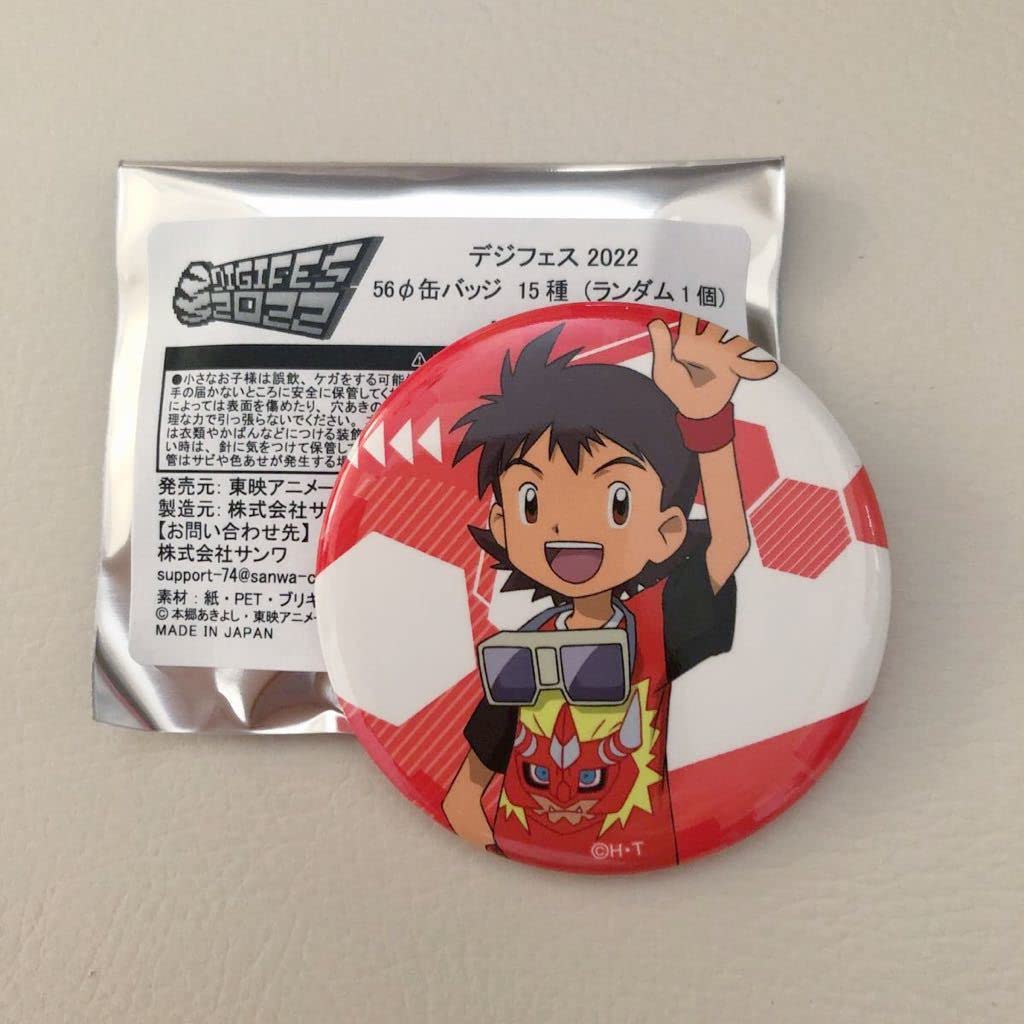 DIGIFES 2022
デジフェス 2022
56φ缶バッジ 15種 (ランダム1個)
⚠
●小さなお子様は誤飲、ケガをする可能
手の届かないところに安全に保管してく
によっては表面を傷めたり、穴あきの
理な力で引っ張らないでください。
は衣類やかばんなどにつける装飾
い時は、針に気をつけて保管し
管はサビや色あせが発生する場
発売元: 東映アニメー
製造元: 株式会社サ
【お問い合わせ先】
株式会社サンワ
support-74@sanwa-c
素材:紙・PET・ブリキ
©本郷あきよし・東映アニメー
MADE IN JAPAN
©H・T